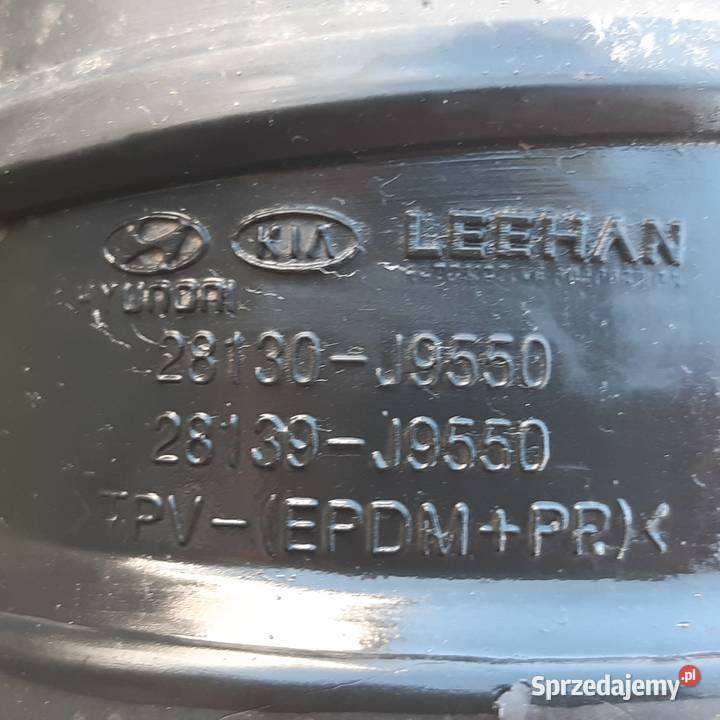 KIA LEEHAN
HYUNDAI
28130-J9550
28139-J9550
TPV-(EPDM+PP)<
Sprzedajemy.pl